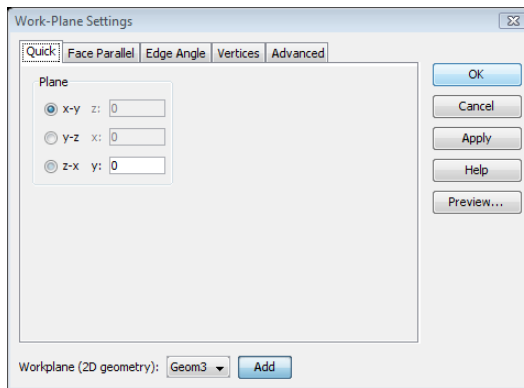 Work-Plane Settings
Quick Face Parallel Edge Angle Vertices Advanced
Plane
x-y z: 0
y-z x: 0
z-x y: 0
OK
Cancel
Apply
Help
Preview...
Workplane (2D geometry): Geom3 Add